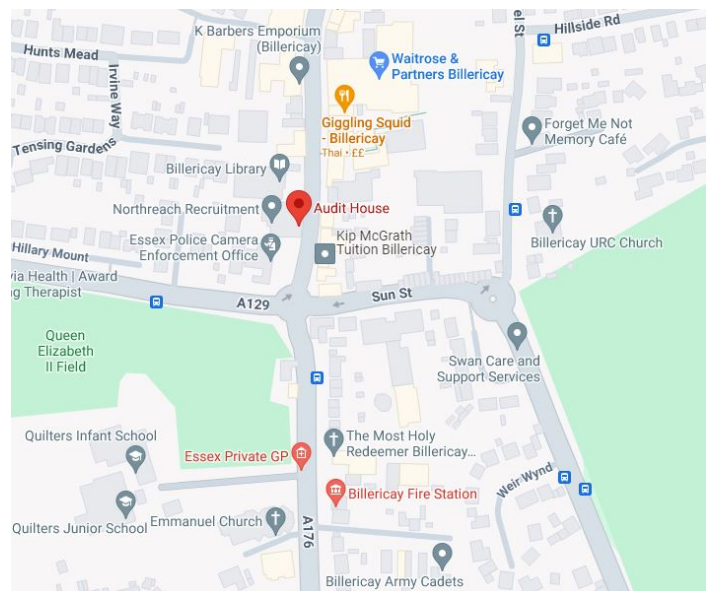 K Barbers Emporium
(Billericay)
el St
Hillside Rd
Hunts Mead
Irvine Way
Waitrose &
Partners Billericay
Giggling Squid
- Billericay
Thai • ££
Forget Me Not
Memory Café
Tensing Gardens
Billericay Library
Northreach Recruitment
Audit House
Kip McGrath
Tuition Billericay
Essex Police Camera
Enforcement Office
Billericay URC Church
Hillary Mount
via Health | Award
g Therapist
A129
Sun St
Queen
Elizabeth
II Field
Swan Care and
Support Services
Quilters Infant School
Essex Private GP
The Most Holy
Redeemer Billericay...
Weir Wynd
Billericay Fire Station
Quilters Junior School
Emmanuel Church
A176
Billericay Army Cadets